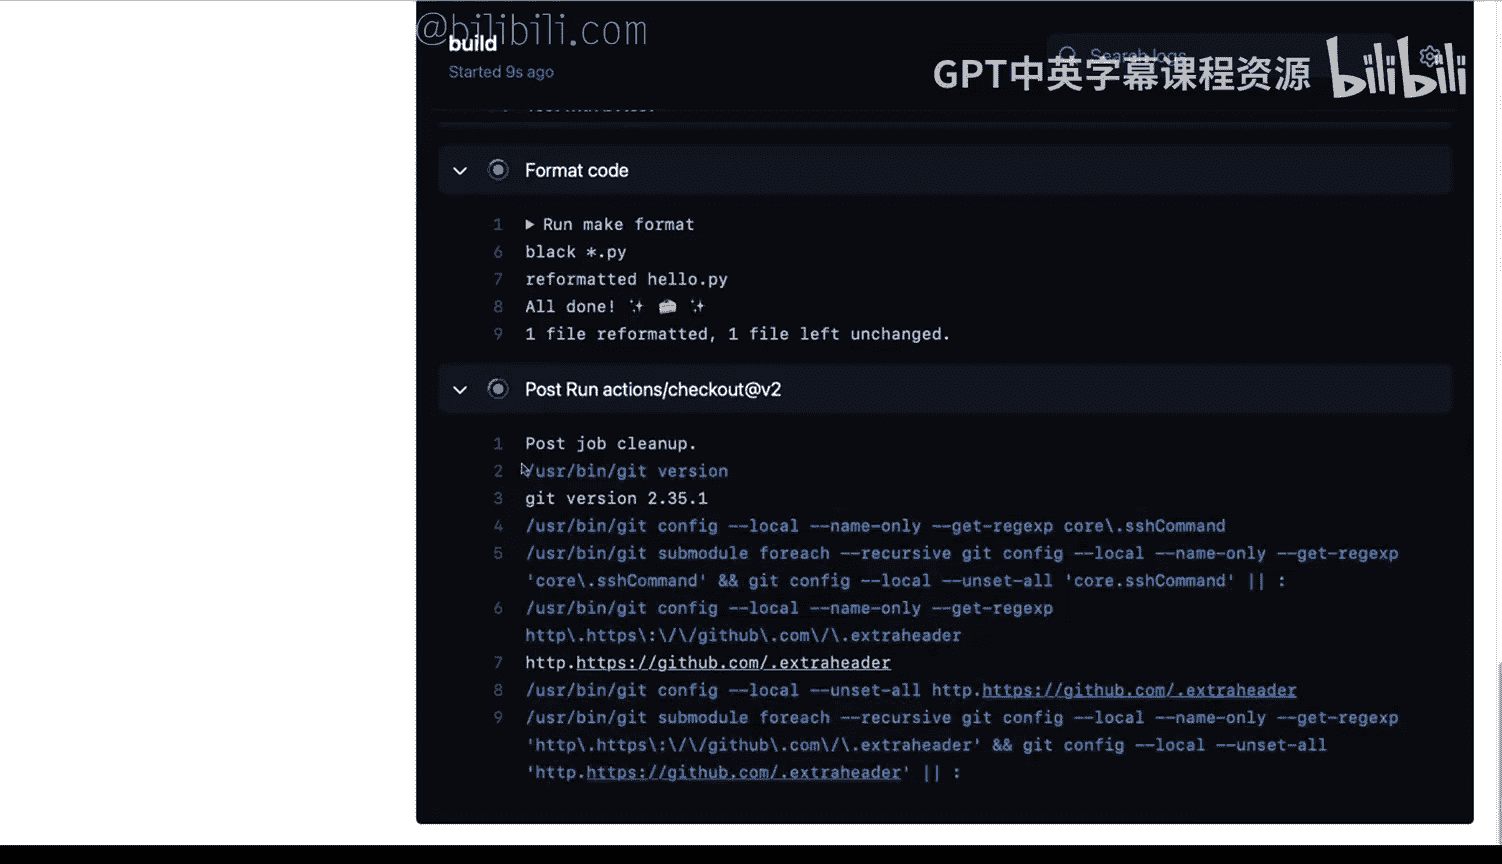 @bilibili.com
build
Started 9s ago
Search logs
GPT中英字幕课程资源 bilibili
Format code
1 Run make format
6 black *.py
7 reformatted hello.py
8 All done! ✨ 🍰 ✨
9 1 file reformatted, 1 file left unchanged.
Post Run actions/checkout@v2
1 Post job cleanup.
2 /usr/bin/git version
3 git version 2.35.1
4 /usr/bin/git config --local --name-only --get-regexp core\.sshCommand
5 /usr/bin/git submodule foreach --recursive git config --local --name-only --get-regexp
'core\.sshCommand' && git config --local --unset-all 'core.sshCommand' || :
6 /usr/bin/git config --local --name-only --get-regexp
http\.https\:\/\/github\.com\/\.extraheader
7 http.https://github.com/.extraheader
8 /usr/bin/git config --local --unset-all http.https://github.com/.extraheader
9 /usr/bin/git submodule foreach --recursive git config --local --name-only --get-regexp
'http\.https\:\/\/github\.com\/\.extraheader' && git config --local --unset-all
'http.https://github.com/.extraheader' || :